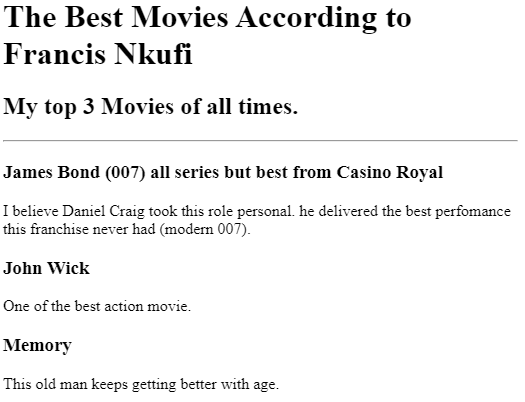 The Best Movies According to
Francis Nkufi
My top 3 Movies of all times.
James Bond (007) all series but best from Casino Royal
I believe Daniel Craig took this role personal. he delivered the best perfomance
this franchise never had (modern 007).
John Wick
One of the best action movie.
Memory
This old man keeps getting better with age.